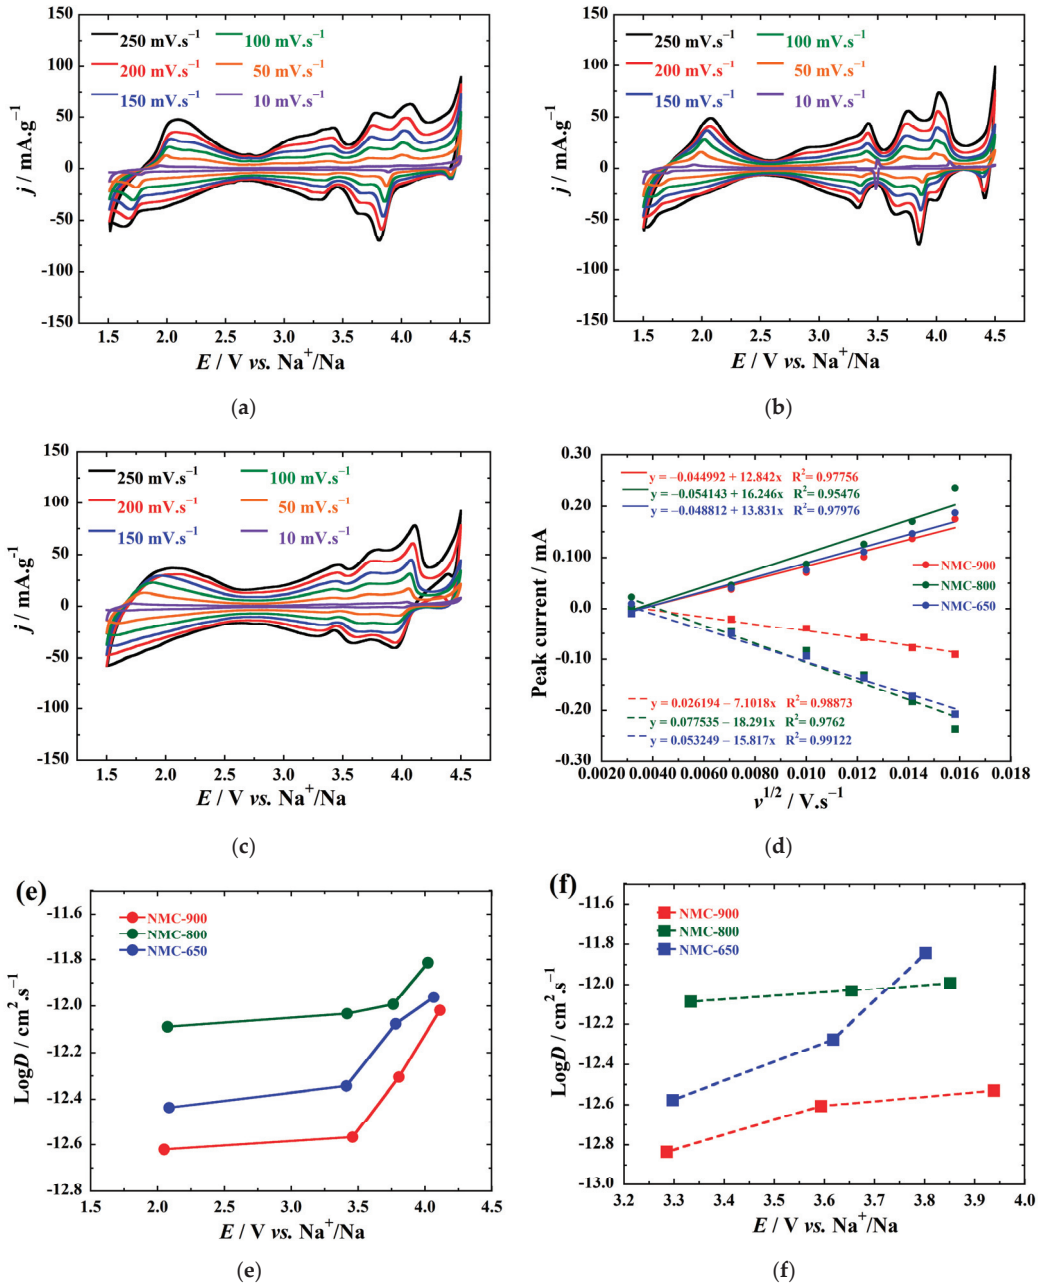 150
100
50
0
-50
-100
-150
j / mA.g⁻¹
250 mV.s⁻¹
200 mV.s⁻¹
150 mV.s⁻¹
100 mV.s⁻¹
50 mV.s⁻¹
10 mV.s⁻¹
1.5 2.0 2.5 3.0 3.5 4.0 4.5
E / V vs. Na⁺/Na
(a)
150
100
50
0
-50
-100
-150
j / mA.g⁻¹
250 mV.s⁻¹
200 mV.s⁻¹
150 mV.s⁻¹
100 mV.s⁻¹
50 mV.s⁻¹
10 mV.s⁻¹
1.5 2.0 2.5 3.0 3.5 4.0 4.5
E / V vs. Na⁺/Na
(b)
150
100
50
0
-50
-100
-150
j / mA.g⁻¹
250 mV.s⁻¹
200 mV.s⁻¹
150 mV.s⁻¹
100 mV.s⁻¹
50 mV.s⁻¹
10 mV.s⁻¹
1.5 2.0 2.5 3.0 3.5 4.0 4.5
E / V vs. Na⁺/Na
(c)
0.30
0.20
0.100
0.0
-0.10
-0.20
-0.30
Peak current / mA
y = −0.044992 + 12.842x R²= 0.97756
y = −0.054143 + 16.246x R²= 0.95476
y = −0.048812 + 13.831x R²= 0.97976
NMC-900
NMC-800
NMC-650
y = 0.026194 − 7.1018x R²= 0.98873
y = 0.077535 − 18.291x R²= 0.9762
y = 0.053249 − 15.817x R²= 0.99122
0.0020 0.0040 0.0060 0.0080 0.010 0.012 0.014 0.016 0.018
ν^1/2 / V.s⁻¹
(d)
(e)
-11.6
-11.8
-12.0
-12.2
-12.4
-12.6
-12.8
LogD / cm².s⁻¹
NMC-900
NMC-800
NMC-650
1.5 2.0 2.5 3.0 3.5 4.0 4.5
E / V vs. Na⁺/Na
(e)
(f)
-11.6
-11.8
-12.0
-12.2
-12.4
-12.6
-12.8
-13.0
LogD / cm².s⁻¹
NMC-900
NMC-800
NMC-650
3.2 3.3 3.4 3.5 3.6 3.7 3.8 3.9 4.0
E / V vs. Na⁺/Na
(f)